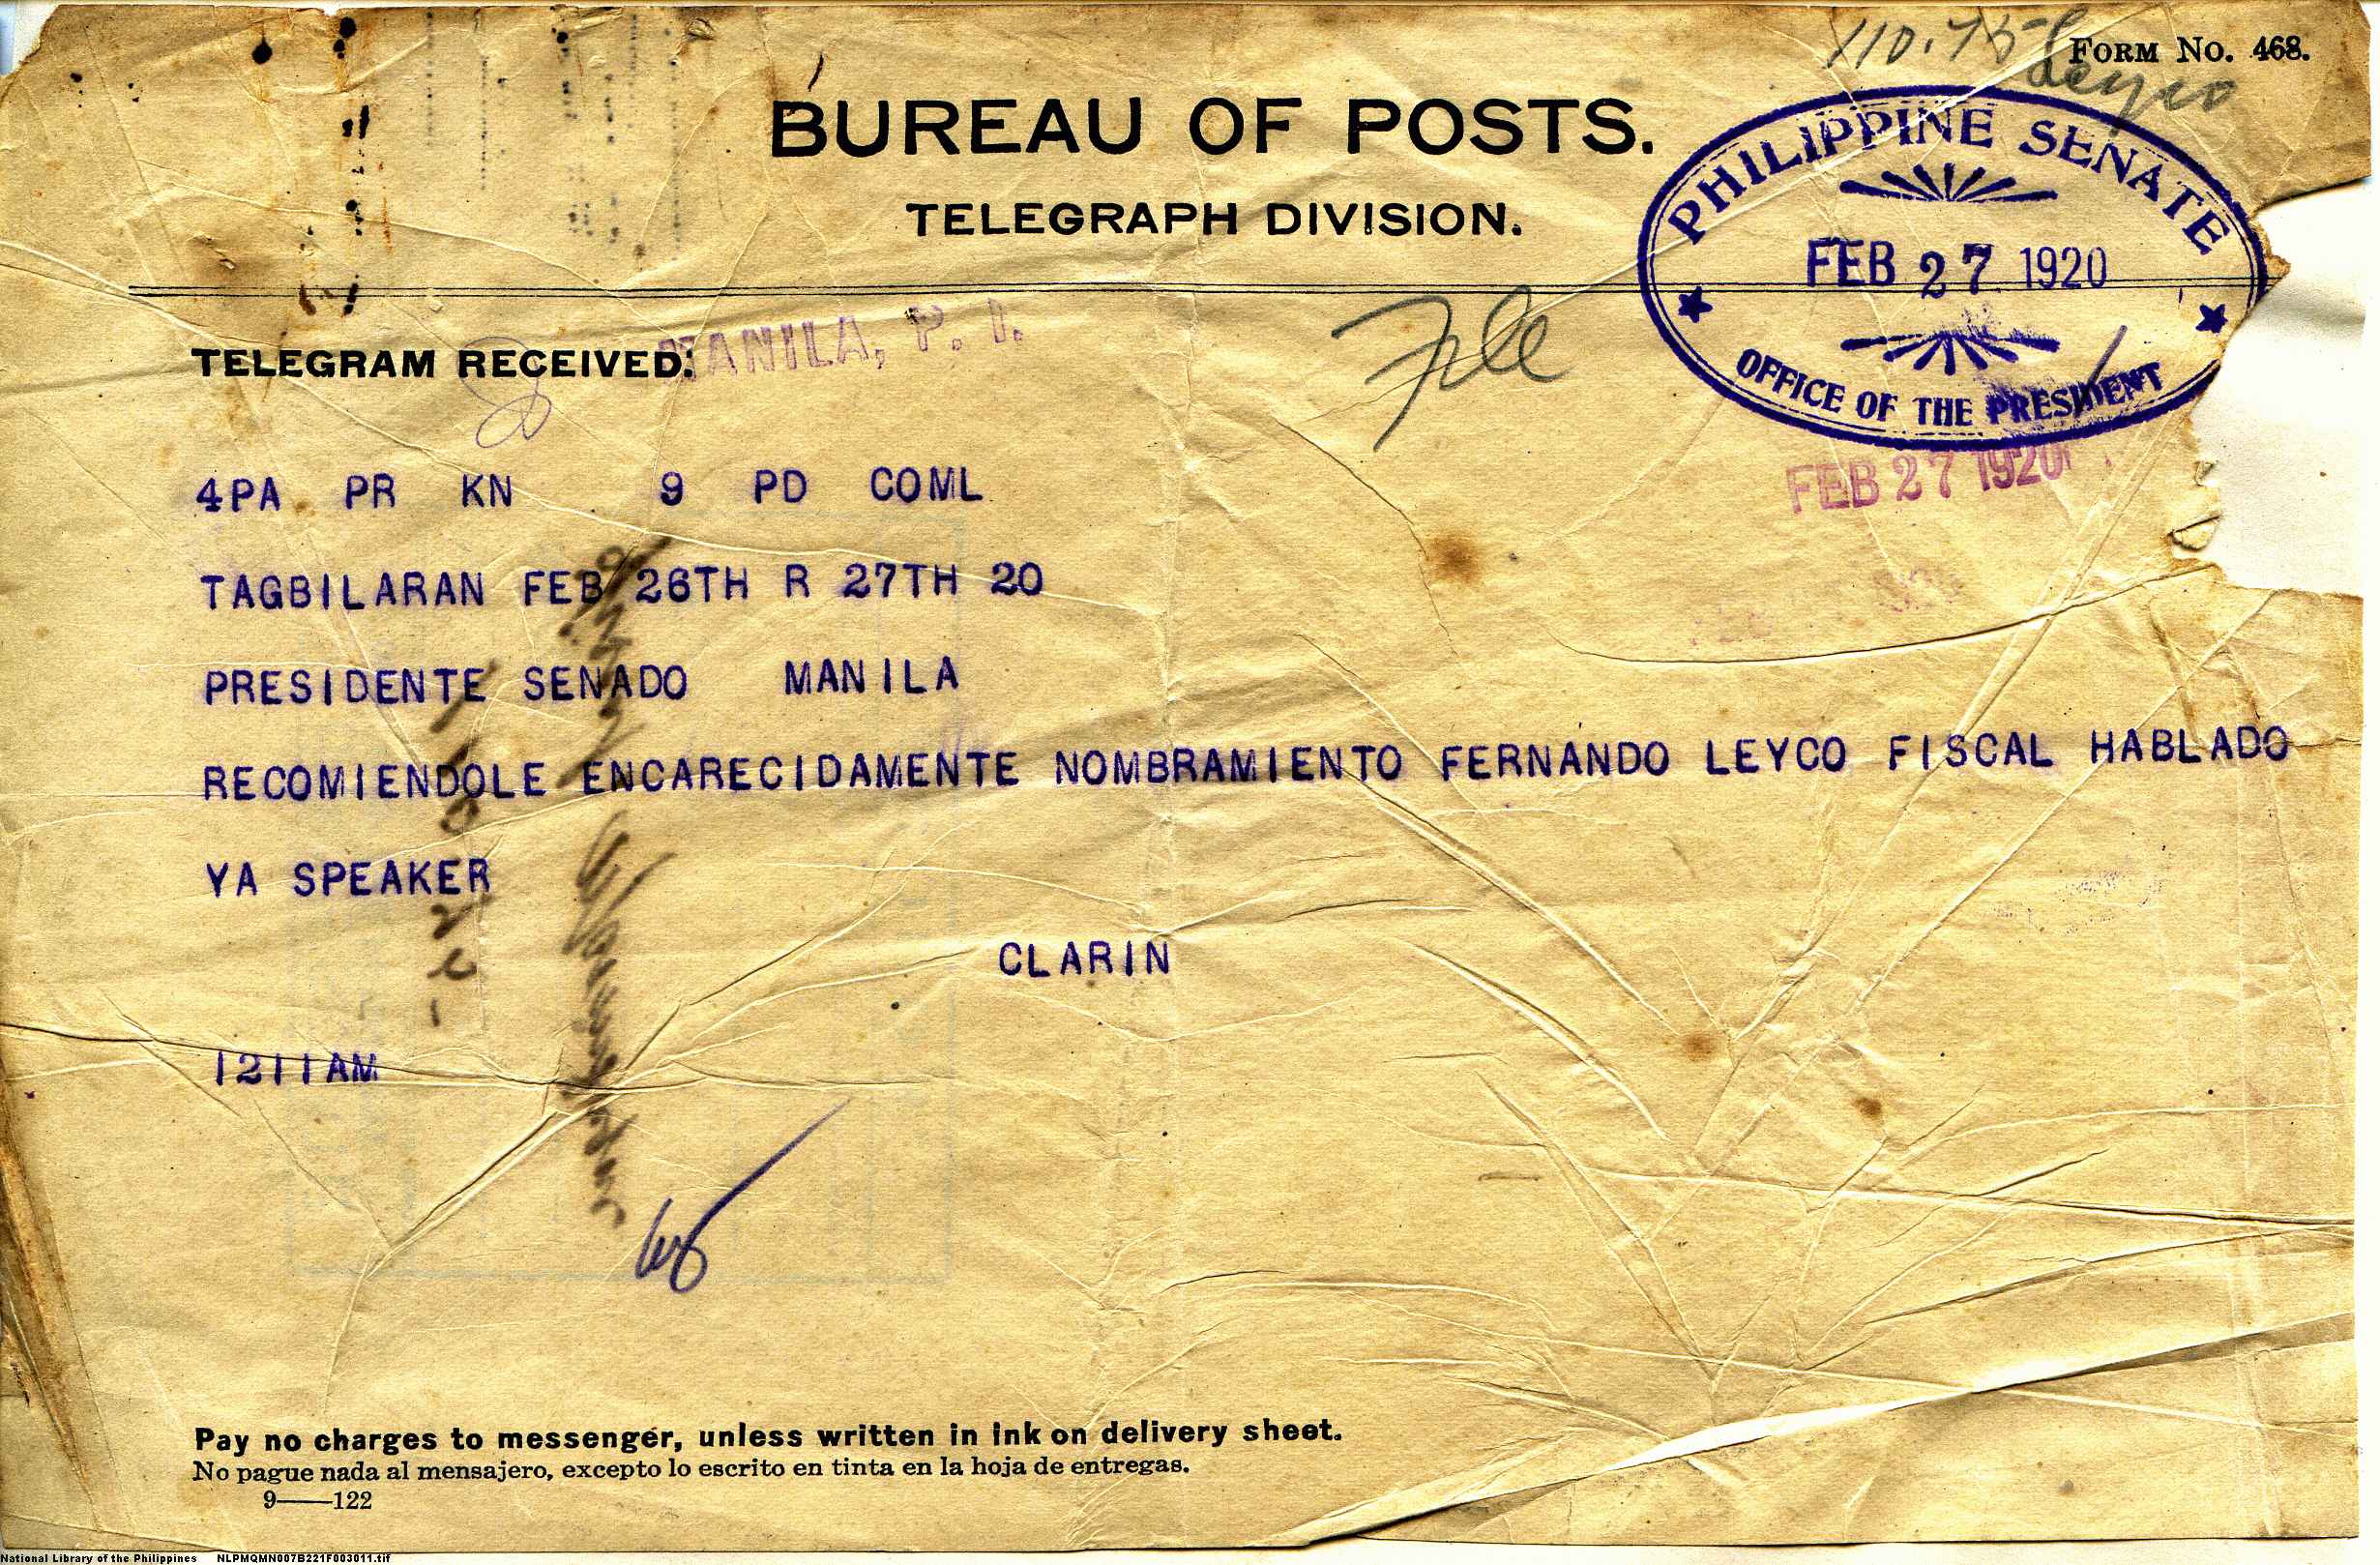 110.75
Leyco
FORM NO. 468.
BUREAU OF POSTS.
TELEGRAPH DIVISION.
PHILIPPINE SENATE
FEB 27 1920
OFFICE OF THE PRESIDENT
MANILA, P. I.
TELEGRAM RECEIVED:
File
FEB 27 1920
4PA PR KN 9 PD COML
TAGBILARAN FEB 26TH R 27TH 20
PRESIDENTE SENADO MANILA
RECOMIENDOLE ENCARECIDAMENTE NOMBRAMIENTO FERNANDO LEYCO FISCAL HABLADO
YA SPEAKER
CLARIN
1211AM
Pay no charges to messenger, unless written in ink on delivery sheet.
No pague nada al mensajero, excepto lo escrito en tinta en la hoja de entregas.
9——122
National Library of the Philippines NLPMQMN007B221F003011.tif